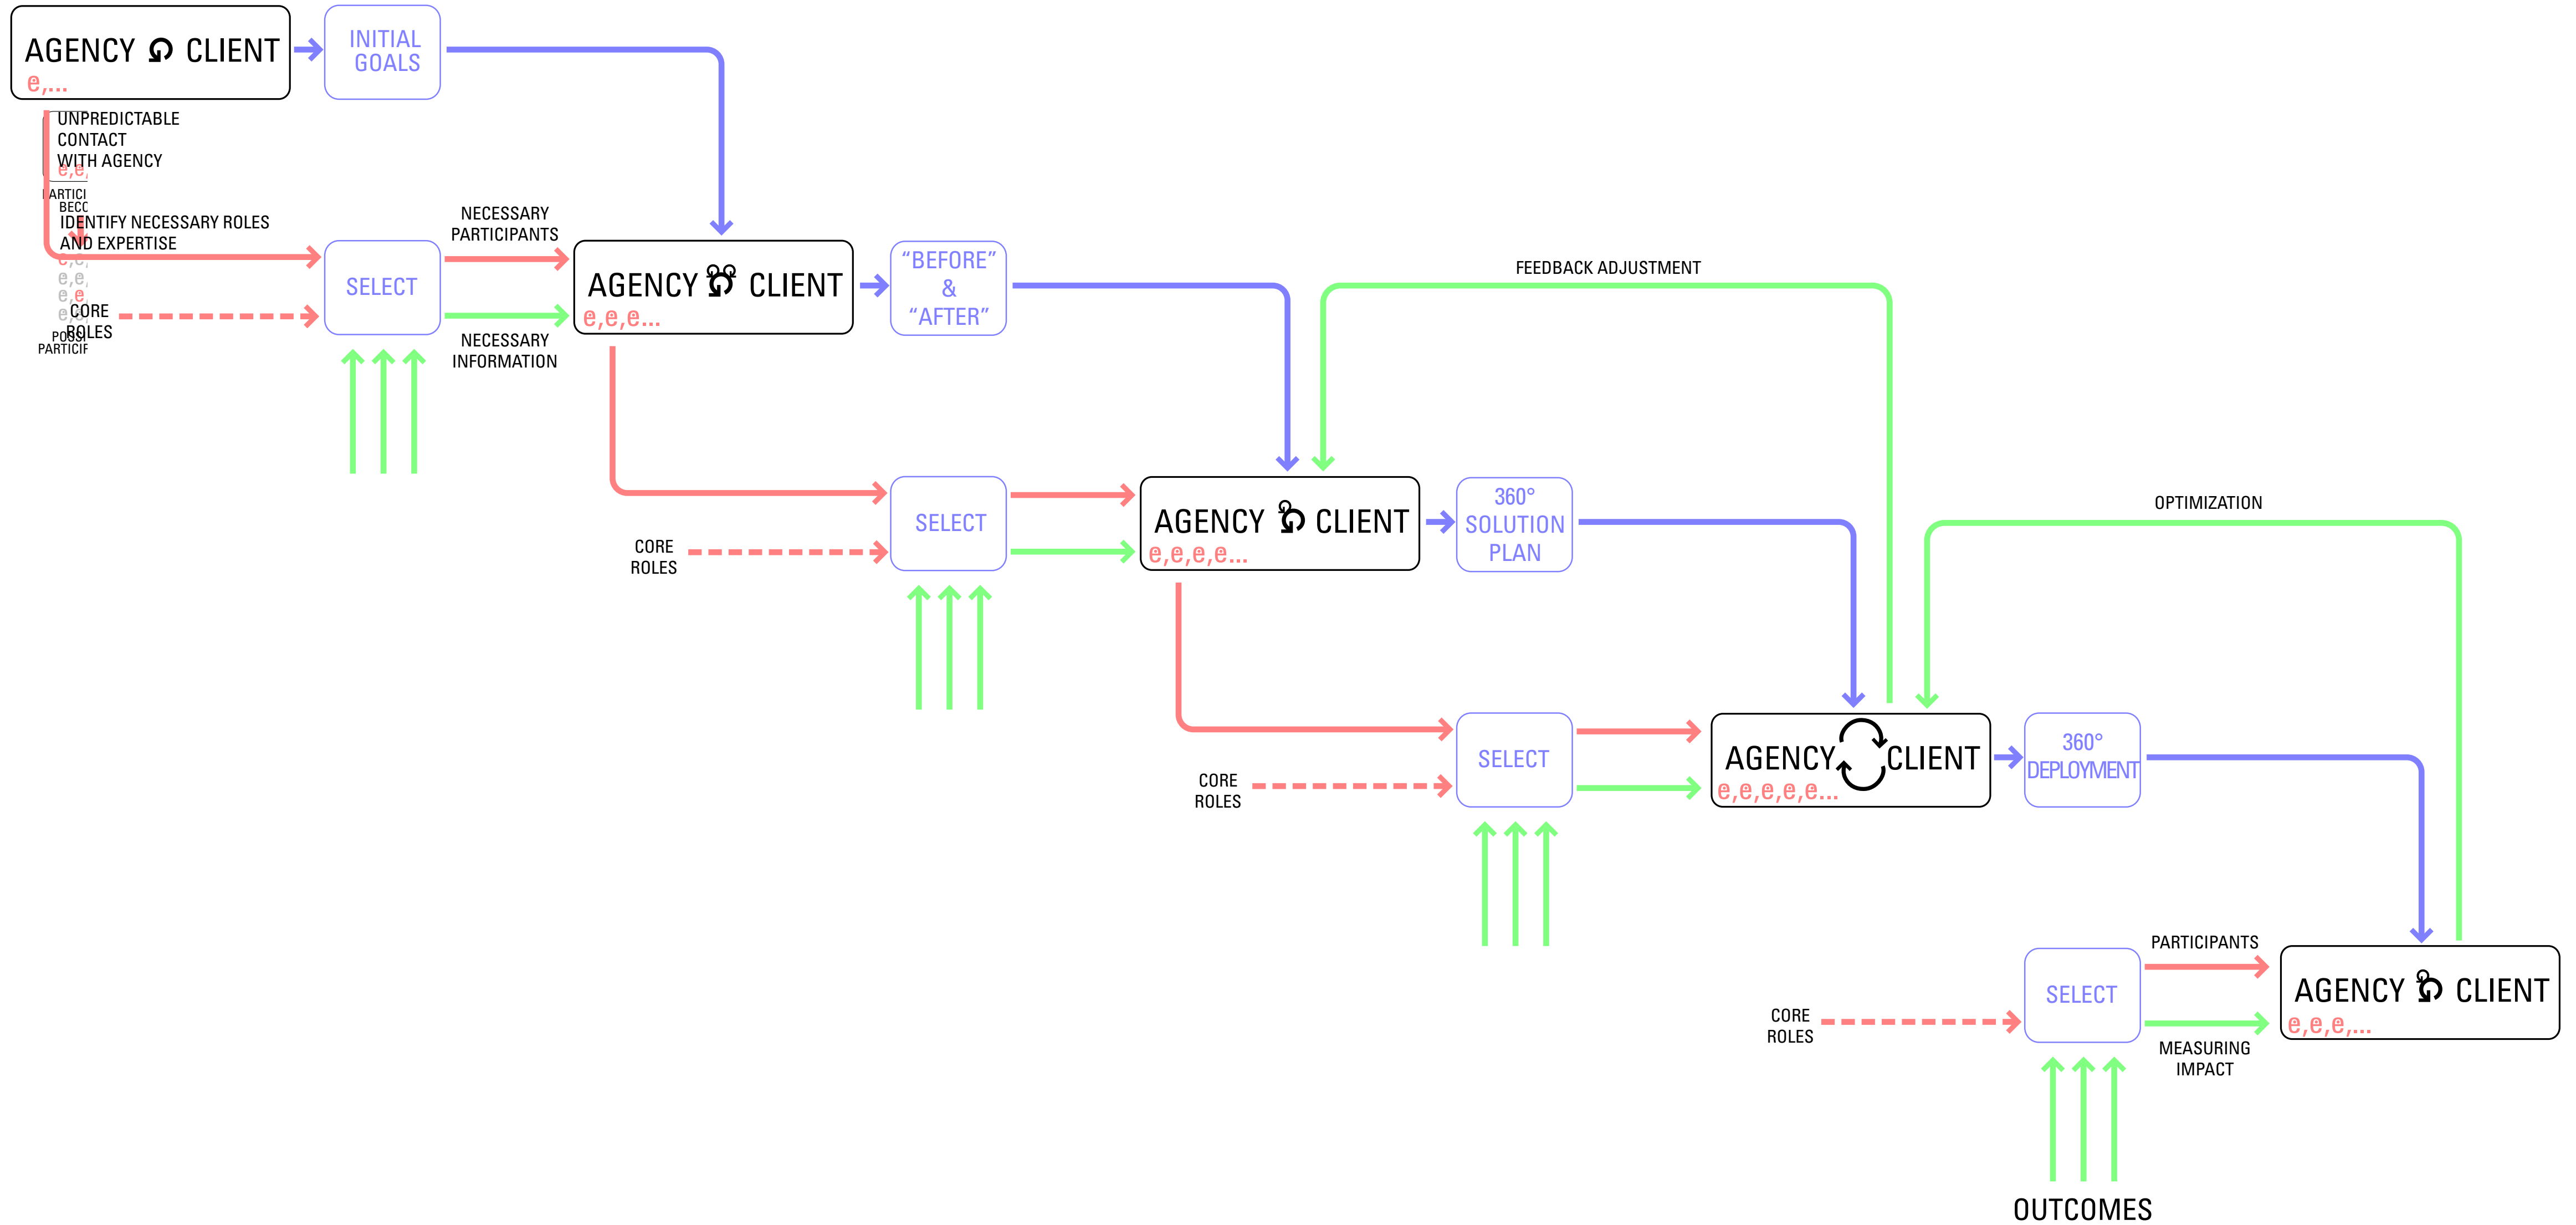 AGENCY CLIENT
e,...
INITIAL
GOALS
UNPREDICTABLE
CONTACT
WITH AGENCY
e,e,
BECC
IDENTIFY NECESSARY ROLES
AND EXPERTISE
e,e,
e,e,
e,e
CORE
ROLES
SELECT
NECESSARY
PARTICIPANTS
NECESSARY
INFORMATION
AGENCY CLIENT
e,e,e...
“BEFORE”
&
“AFTER”
FEEDBACK ADJUSTMENT
CORE
ROLES
SELECT
AGENCY CLIENT
e,e,e,e...
360°
SOLUTION
PLAN
OPTIMIZATION
CORE
ROLES
SELECT
AGENCY CLIENT
e,e,e,e,e...
360°
DEPLOYMENT
CORE
ROLES
SELECT
PARTICIPANTS
MEASURING
IMPACT
AGENCY CLIENT
e,e,e,...
OUTCOMES